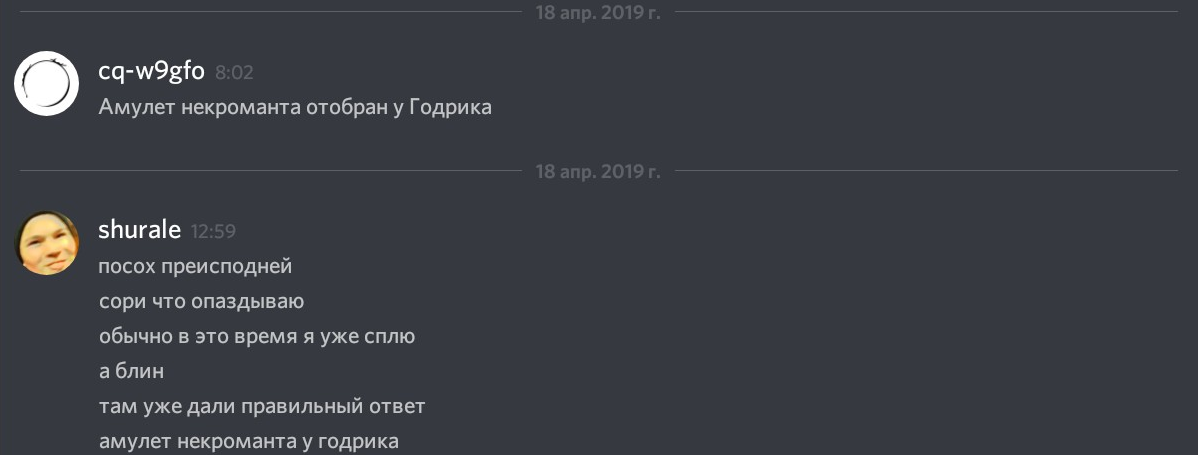 18 апр. 2019 г.
cq-w9gfo 8:02
Амулет некроманта отобран у Годрика
18 апр. 2019 г.
shurale 12:59
посох преисподней
сори что опаздываю
обычно в это время я уже сплю
а блин
там уже дали правильный ответ
амулет некроманта у годрика